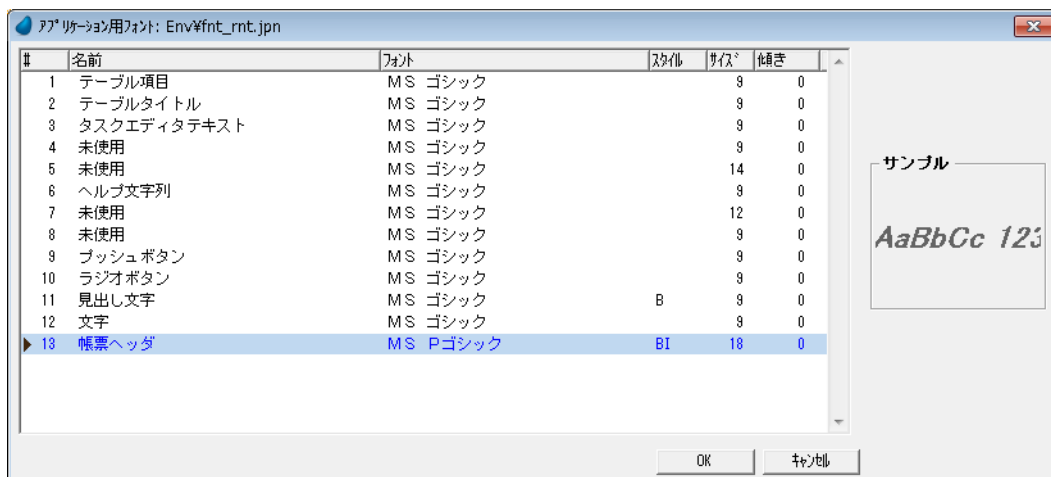 ｱﾌﾟﾘｹｰｼｮﾝ用ﾌｫﾝﾄ: Env¥fnt_rnt.jpn
# 名前 ﾌｫﾝﾄ ｽﾀｲﾙ ｻｲｽﾞ 傾き
1 テーブル項目 ＭＳ ゴシック 9 0
2 テーブルタイトル ＭＳ ゴシック 9 0
3 タスクエディタテキスト ＭＳ ゴシック 9 0
4 未使用 ＭＳ ゴシック 9 0
5 未使用 ＭＳ ゴシック 14 0
6 ヘルプ文字列 ＭＳ ゴシック 9 0
7 未使用 ＭＳ ゴシック 12 0
8 未使用 ＭＳ ゴシック 9 0
9 プッシュボタン ＭＳ ゴシック 9 0
10 ラジオボタン ＭＳ ゴシック 9 0
11 見出し文字 ＭＳ ゴシック B 9 0
12 文字 ＭＳ ゴシック 9 0
13 帳票ヘッダ ＭＳ Ｐゴシック BI 18 0
サンプル
AaBbCc 123
OK ｷｬﾝｾﾙ